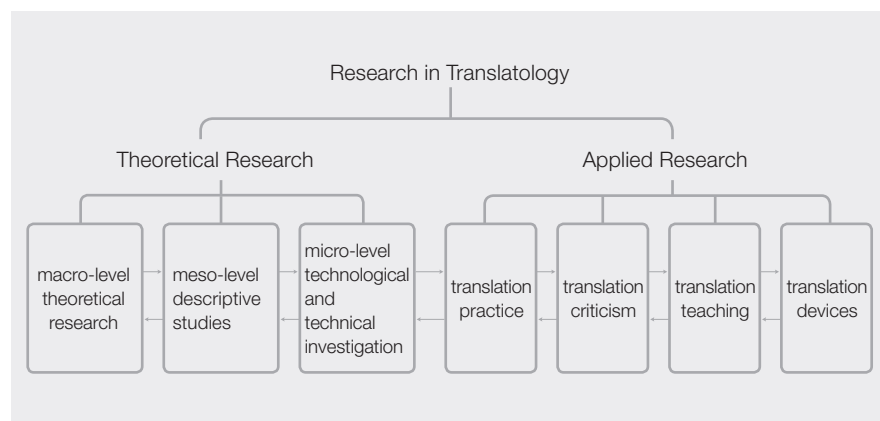 Research in Translatology
Theoretical Research
Applied Research
macro-level
theoretical
research
meso-level
descriptive
studies
micro-level
technological
and
technical
investigation
translation
practice
translation
criticism
translation
teaching
translation
devices